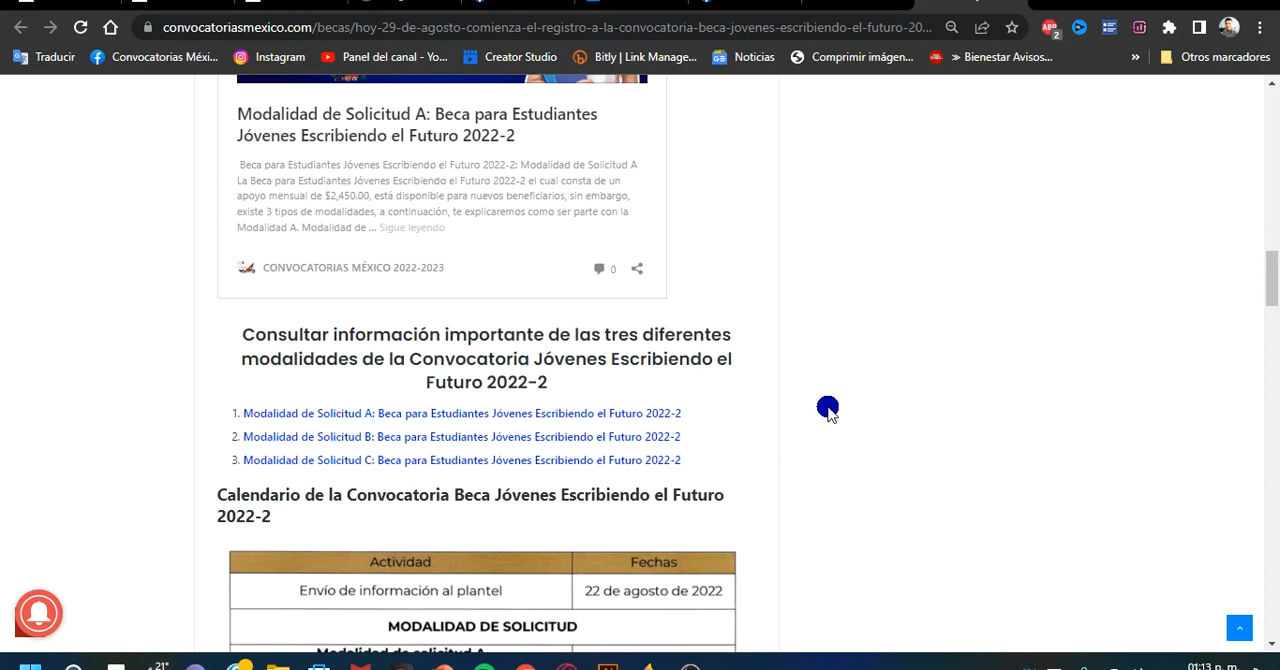 convocatoriasmexico.com/becas/hoy-29-de-agosto-comienza-el-registro-a-la-convocatoria-beca-jovenes-escribiendo-el-futuro-20...
2
Traducir
Convocatorias Méxi...
Instagram
Panel del canal - Yo...
Creator Studio
Bitly | Link Manage...
Noticias
Comprimir imágen...
> Bienestar Avisos...
»
Otros marcadores
Modalidad de Solicitud A: Beca para Estudiantes
Jóvenes Escribiendo el Futuro 2022-2
Beca para Estudiantes Jóvenes Escribiendo el Futuro 2022-2: Modalidad de Solicitud A
La Beca para Estudiantes Jóvenes Escribiendo el Futuro 2022-2 el cual consta de un
apoyo mensual de $2,450.00, está disponible para nuevos beneficiarios, sin embargo,
existe 3 tipos de modalidades, a continuación, te explicaremos como ser parte con la
Modalidad A. Modalidad de ... Sigue leyendo
CONVOCATORIAS MÉXICO 2022-2023
0
Consultar información importante de las tres diferentes
modalidades de la Convocatoria Jóvenes Escribiendo el
Futuro 2022-2
1. Modalidad de Solicitud A: Beca para Estudiantes Jóvenes Escribiendo el Futuro 2022-2
2. Modalidad de Solicitud B: Beca para Estudiantes Jóvenes Escribiendo el Futuro 2022-2
3. Modalidad de Solicitud C: Beca para Estudiantes Jóvenes Escribiendo el Futuro 2022-2
Calendario de la Convocatoria Beca Jóvenes Escribiendo el Futuro
2022-2
Actividad Fechas
Envío de información al plantel 22 de agosto de 2022
MODALIDAD DE SOLICITUD
Modalidad de solicitud A
21°
01:13 p. m.